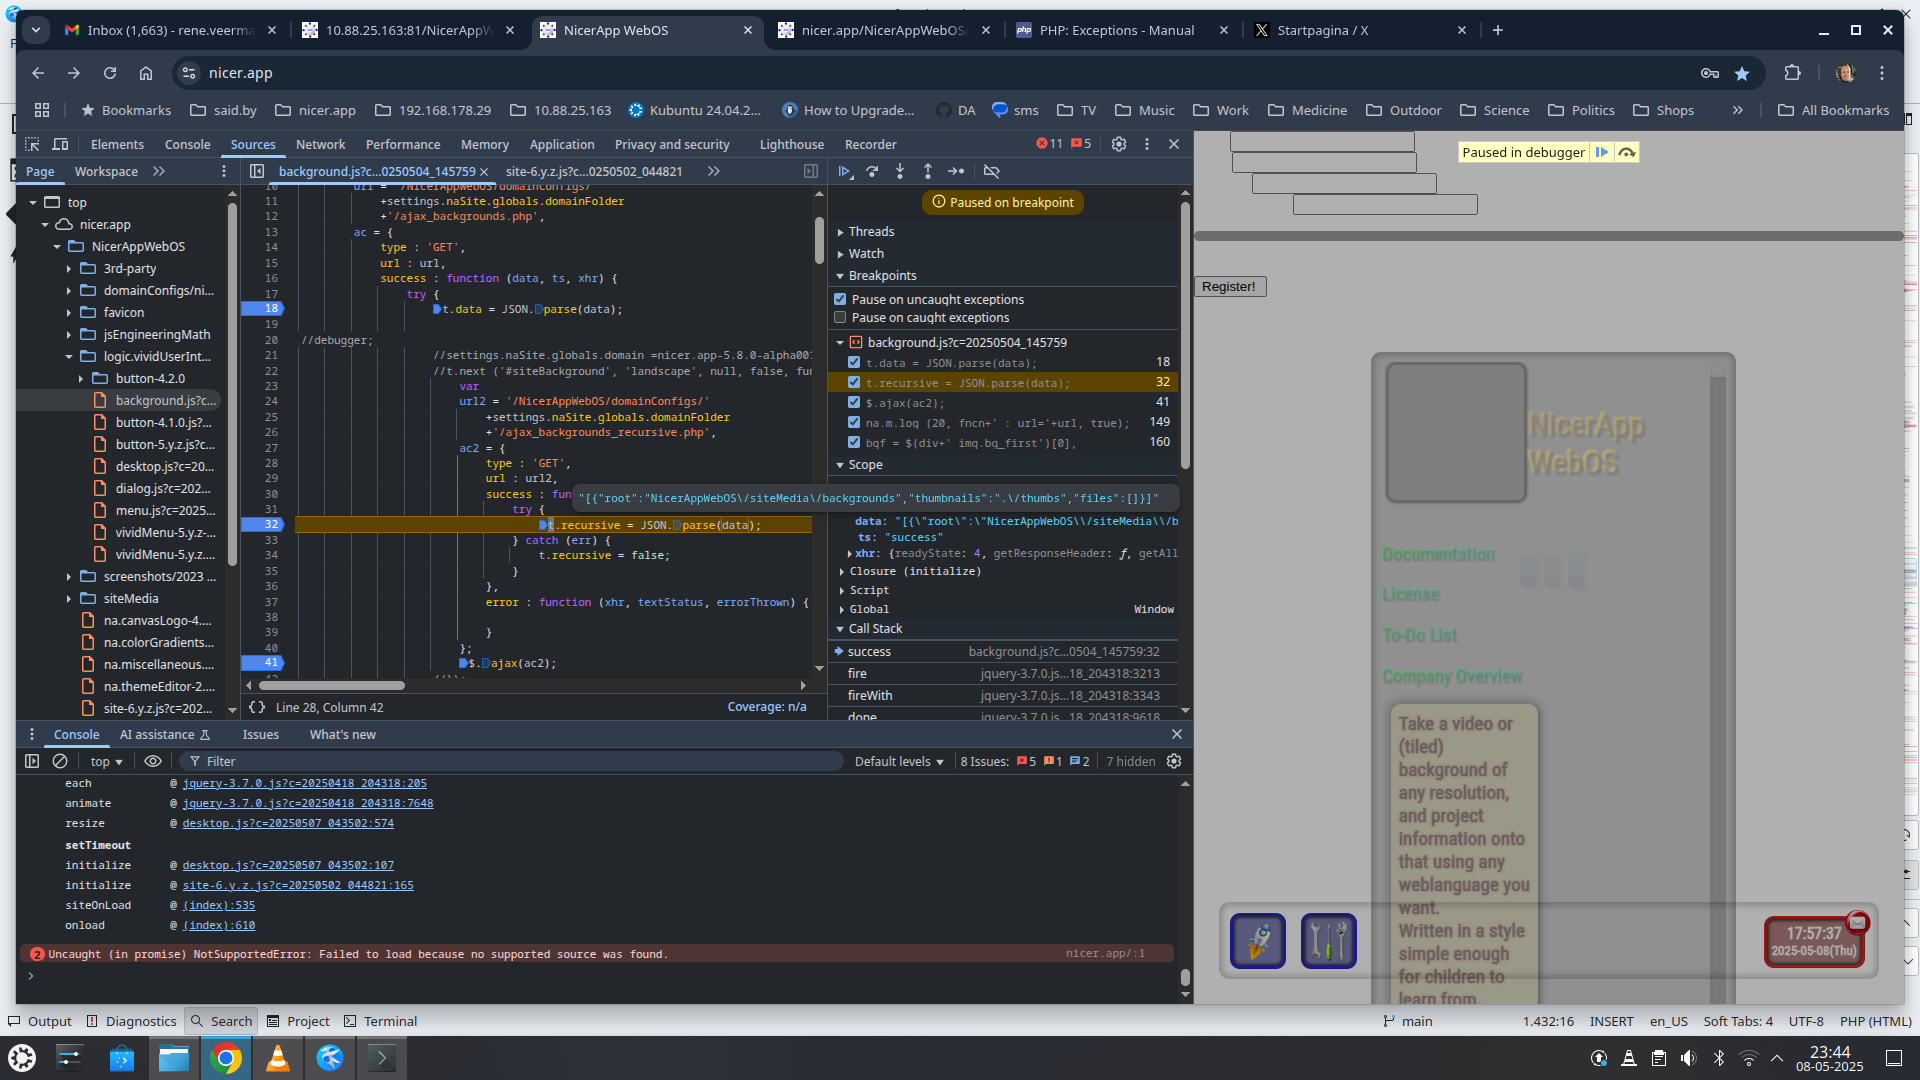 Inbox (1,663) - rene.veerma
10.88.25.163:81/NicerAppW
NicerApp WebOS
nicer.app/NicerAppWebOS/
PHP: Exceptions - Manual
Startpagina / X
nicer.app
Bookmarks
said.by
nicer.app
192.168.178.29
10.88.25.163
Kubuntu 24.04.2...
How to Upgrade...
DA
sms
TV
Music
Work
Medicine
Outdoor
Science
Politics
Shops
All Bookmarks
Elements
Console
Sources
Network
Performance
Memory
Application
Privacy and security
Lighthouse
Recorder
11
5
Page
Workspace
background.js?c...0250504_145759
site-6.y.z.js?c...0250502_044821
top
nicer.app
NicerAppWebOS
3rd-party
domainConfigs/ni...
favicon
jsEngineeringMath
logic.vividUserInt...
button-4.2.0
background.js?c...
button-4.1.0.js?...
button-5.y.z.js?c...
desktop.js?c=20...
dialog.js?c=202...
menu.js?c=2025...
vividMenu-5.y.z-...
vividMenu-5.y.z....
screenshots/2023 ...
siteMedia
na.canvasLogo-4....
na.colorGradients...
na.miscellaneous....
na.themeEditor-2....
site-6.y.z.js?c=202...
10 url = '/NicerAppWebOS/domainConfigs/'
11 +settings.naSite.globals.domainFolder
12 +'/ajax_backgrounds.php',
13 ac = {
14 type : 'GET',
15 url : url,
16 success : function (data, ts, xhr) {
17 try {
18 t.data = JSON.parse(data);
19
20 //debugger;
21 //settings.naSite.globals.domain =nicer.app-5.8.0-alpha001
22 //t.next ('#siteBackground', 'landscape', null, false, fun
23 var
24 url2 = '/NicerAppWebOS/domainConfigs/'
25 +settings.naSite.globals.domainFolder
26 +'/ajax_backgrounds_recursive.php',
27 ac2 = {
28 type : 'GET',
29 url : url2,
30 success : fun
31 try {
32 t.recursive = JSON.parse(data);
33 } catch (err) {
34 t.recursive = false;
35 }
36 },
37 error : function (xhr, textStatus, errorThrown) {
38
39 }
40 };
41 $.ajax(ac2);
"[{"root":"NicerAppWebOS\/siteMedia\/backgrounds","thumbnails":".\/thumbs","files":[]}]"
{} Line 28, Column 42
Coverage: n/a
Paused on breakpoint
Threads
Watch
Breakpoints
Pause on uncaught exceptions
Pause on caught exceptions
background.js?c=20250504_145759
t.data = JSON.parse(data); 18
t.recursive = JSON.parse(data); 32
$.ajax(ac2); 41
na.m.log (20, fncn+' : url='+url, true); 149
bgf = $(div+' img.bg_first')[0], 160
Scope
data: "[{\"root\":\"NicerAppWebOS\\/siteMedia\\/b
ts: "success"
xhr: {readyState: 4, getResponseHeader: ƒ, getAll
Closure (initialize)
Script
Global Window
Call Stack
success background.js?c...0504_145759:32
fire jquery-3.7.0.js...18_204318:3213
fireWith jquery-3.7.0.js...18_204318:3343
done jquery-3.7.0.js...18_204318:9618
Console
AI assistance
Issues
What's new
top
Filter
Default levels
8 Issues: 5 1 2
7 hidden
each @ jquery-3.7.0.js?c=20250418_204318:205
animate @ jquery-3.7.0.js?c=20250418_204318:7648
resize @ desktop.js?c=20250507_043502:574
setTimeout
initialize @ desktop.js?c=20250507_043502:107
initialize @ site-6.y.z.js?c=20250502_044821:165
siteOnLoad @ (index):535
onload @ (index):610
2 Uncaught (in promise) NotSupportedError: Failed to load because no supported source was found.
nicer.app/:1
Paused in debugger
Register!
NicerApp
WebOS
Documentation
License
To-Do List
Company Overview
Take a video or
(tiled)
background of
any resolution,
and project
information onto
that using any
weblanguage you
want.
Written in a style
simple enough
for children to
learn from.
17:57:37
2025-05-08(Thu)
Output
Diagnostics
Search
Project
Terminal
main
1.432:16
INSERT
en_US
Soft Tabs: 4
UTF-8
PHP (HTML)
23:44
08-05-2025